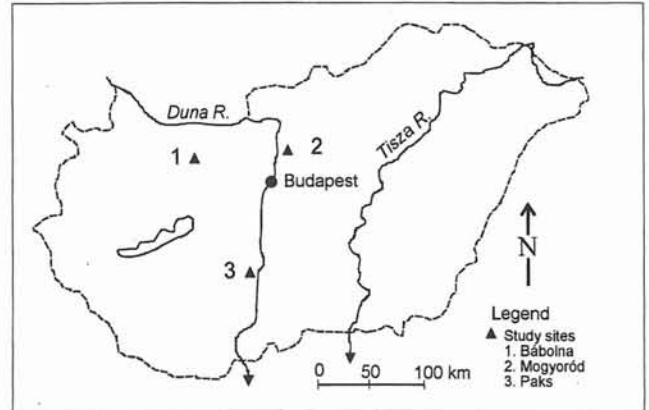 Duna R.
Tisza R.
1
2
Budapest
3
N
Legend
Study sites
1. Bábolna
2. Mogyoród
3. Paks
0 50 100 km